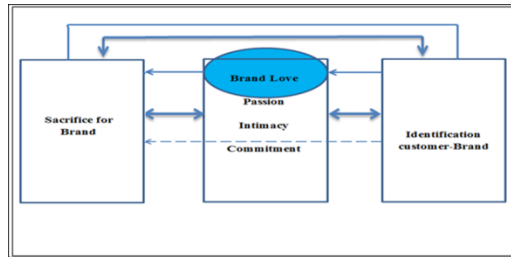 Sacrifice for
Brand
Brand Love
Passion
Intimacy
Commitment
Identification
customer-Brand